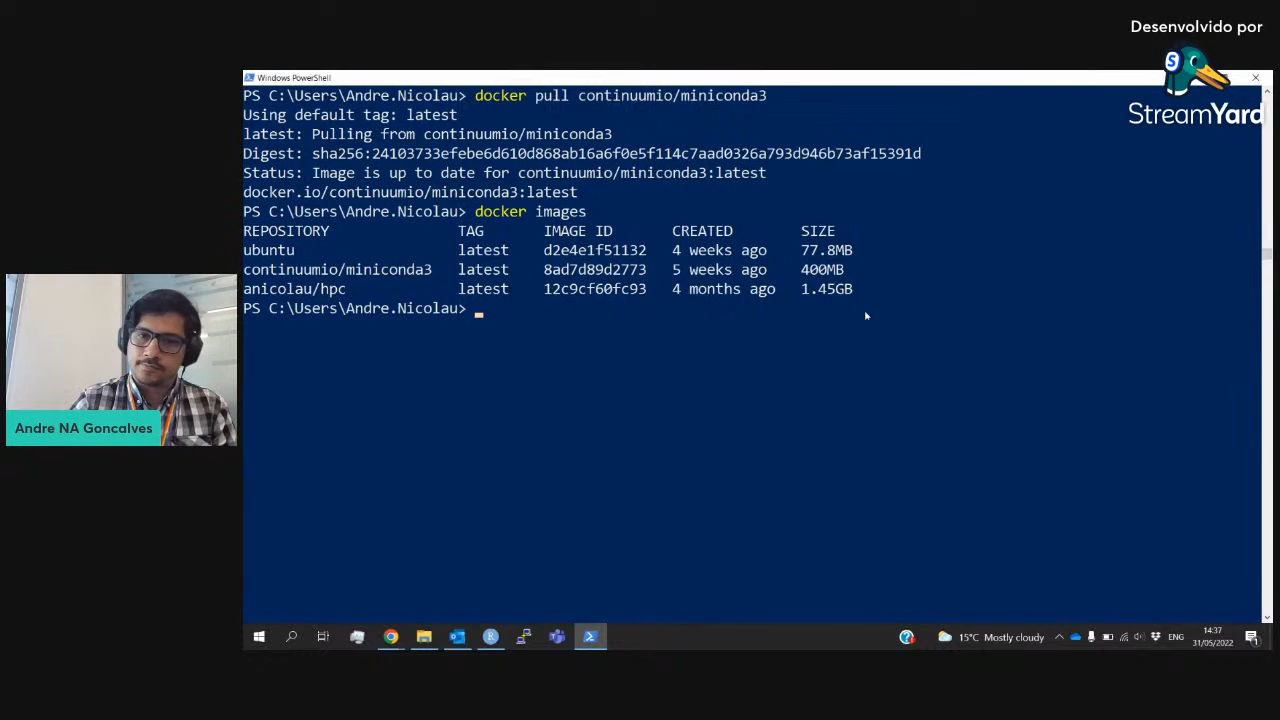 Desenvolvido por
StreamYard
Windows PowerShell
PS C:\Users\Andre.Nicolau> docker pull continuumio/miniconda3
Using default tag: latest
latest: Pulling from continuumio/miniconda3
Digest: sha256:24103733efebe6d610d868ab16a6f0e5f114c7aad0326a793d946b73af15391d
Status: Image is up to date for continuumio/miniconda3:latest
docker.io/continuumio/miniconda3:latest
PS C:\Users\Andre.Nicolau> docker images
REPOSITORY TAG IMAGE ID CREATED SIZE
ubuntu latest d2e4e1f51132 4 weeks ago 77.8MB
continuumio/miniconda3 latest 8ad7d89d2773 5 weeks ago 400MB
anicolau/hpc latest 12c9cf60fc93 4 months ago 1.45GB
PS C:\Users\Andre.Nicolau>
Andre NA Goncalves
15°C Mostly cloudy
ENG
14:37
31/05/2022